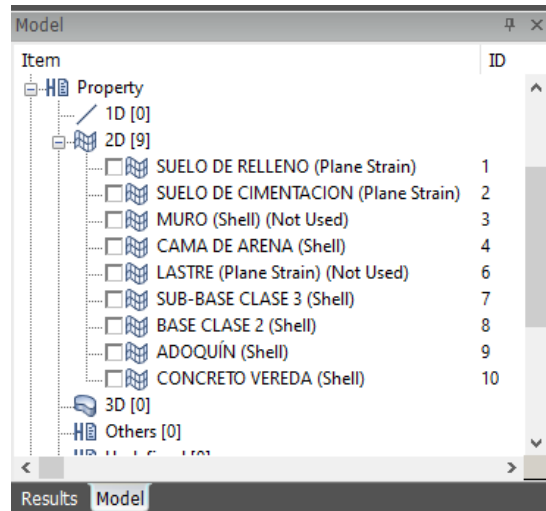 Model
Item ID
Property
1D [0]
2D [9]
SUELO DE RELLENO (Plane Strain) 1
SUELO DE CIMENTACION (Plane Strain) 2
MURO (Shell) (Not Used) 3
CAMA DE ARENA (Shell) 4
LASTRE (Plane Strain) (Not Used) 6
SUB-BASE CLASE 3 (Shell) 7
BASE CLASE 2 (Shell) 8
ADOQUÍN (Shell) 9
CONCRETO VEREDA (Shell) 10
3D [0]
Others [0]
Results Model